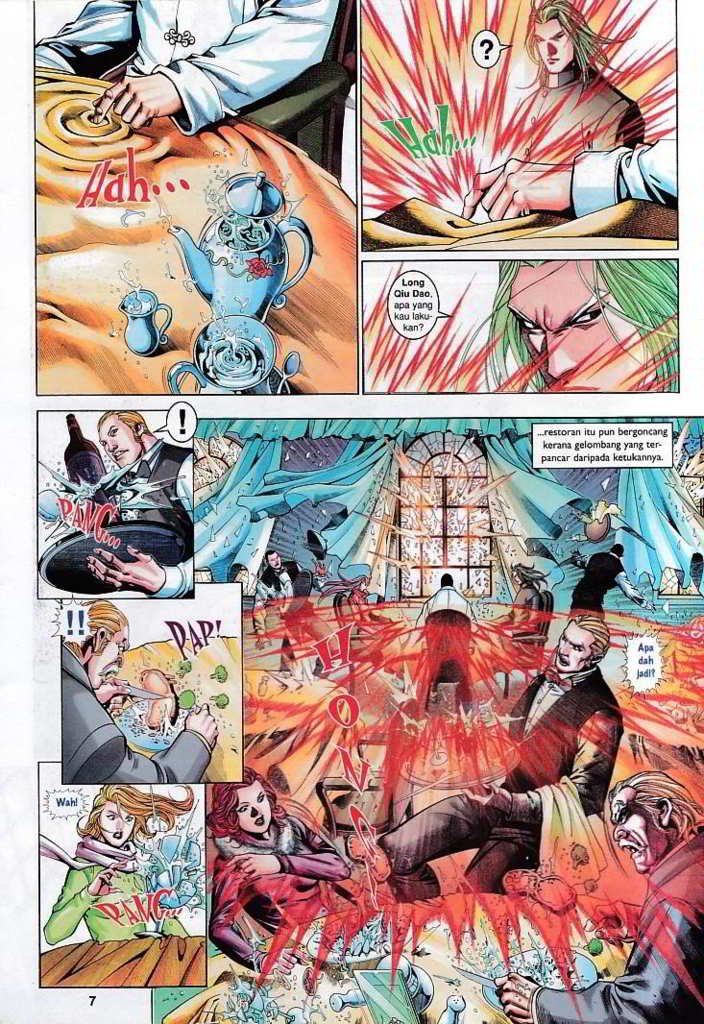 Hah...
?
Hah...
Long
Qiu Dao,
apa yang
kau laku-
kan?
!
PANG...
...restoran itu pun bergoncang
kerana gelombang yang ter-
pancar daripada ketukannya.
!!
PAP!
HOV
Apa
dah
jadi?
Wah!
PANG...
7